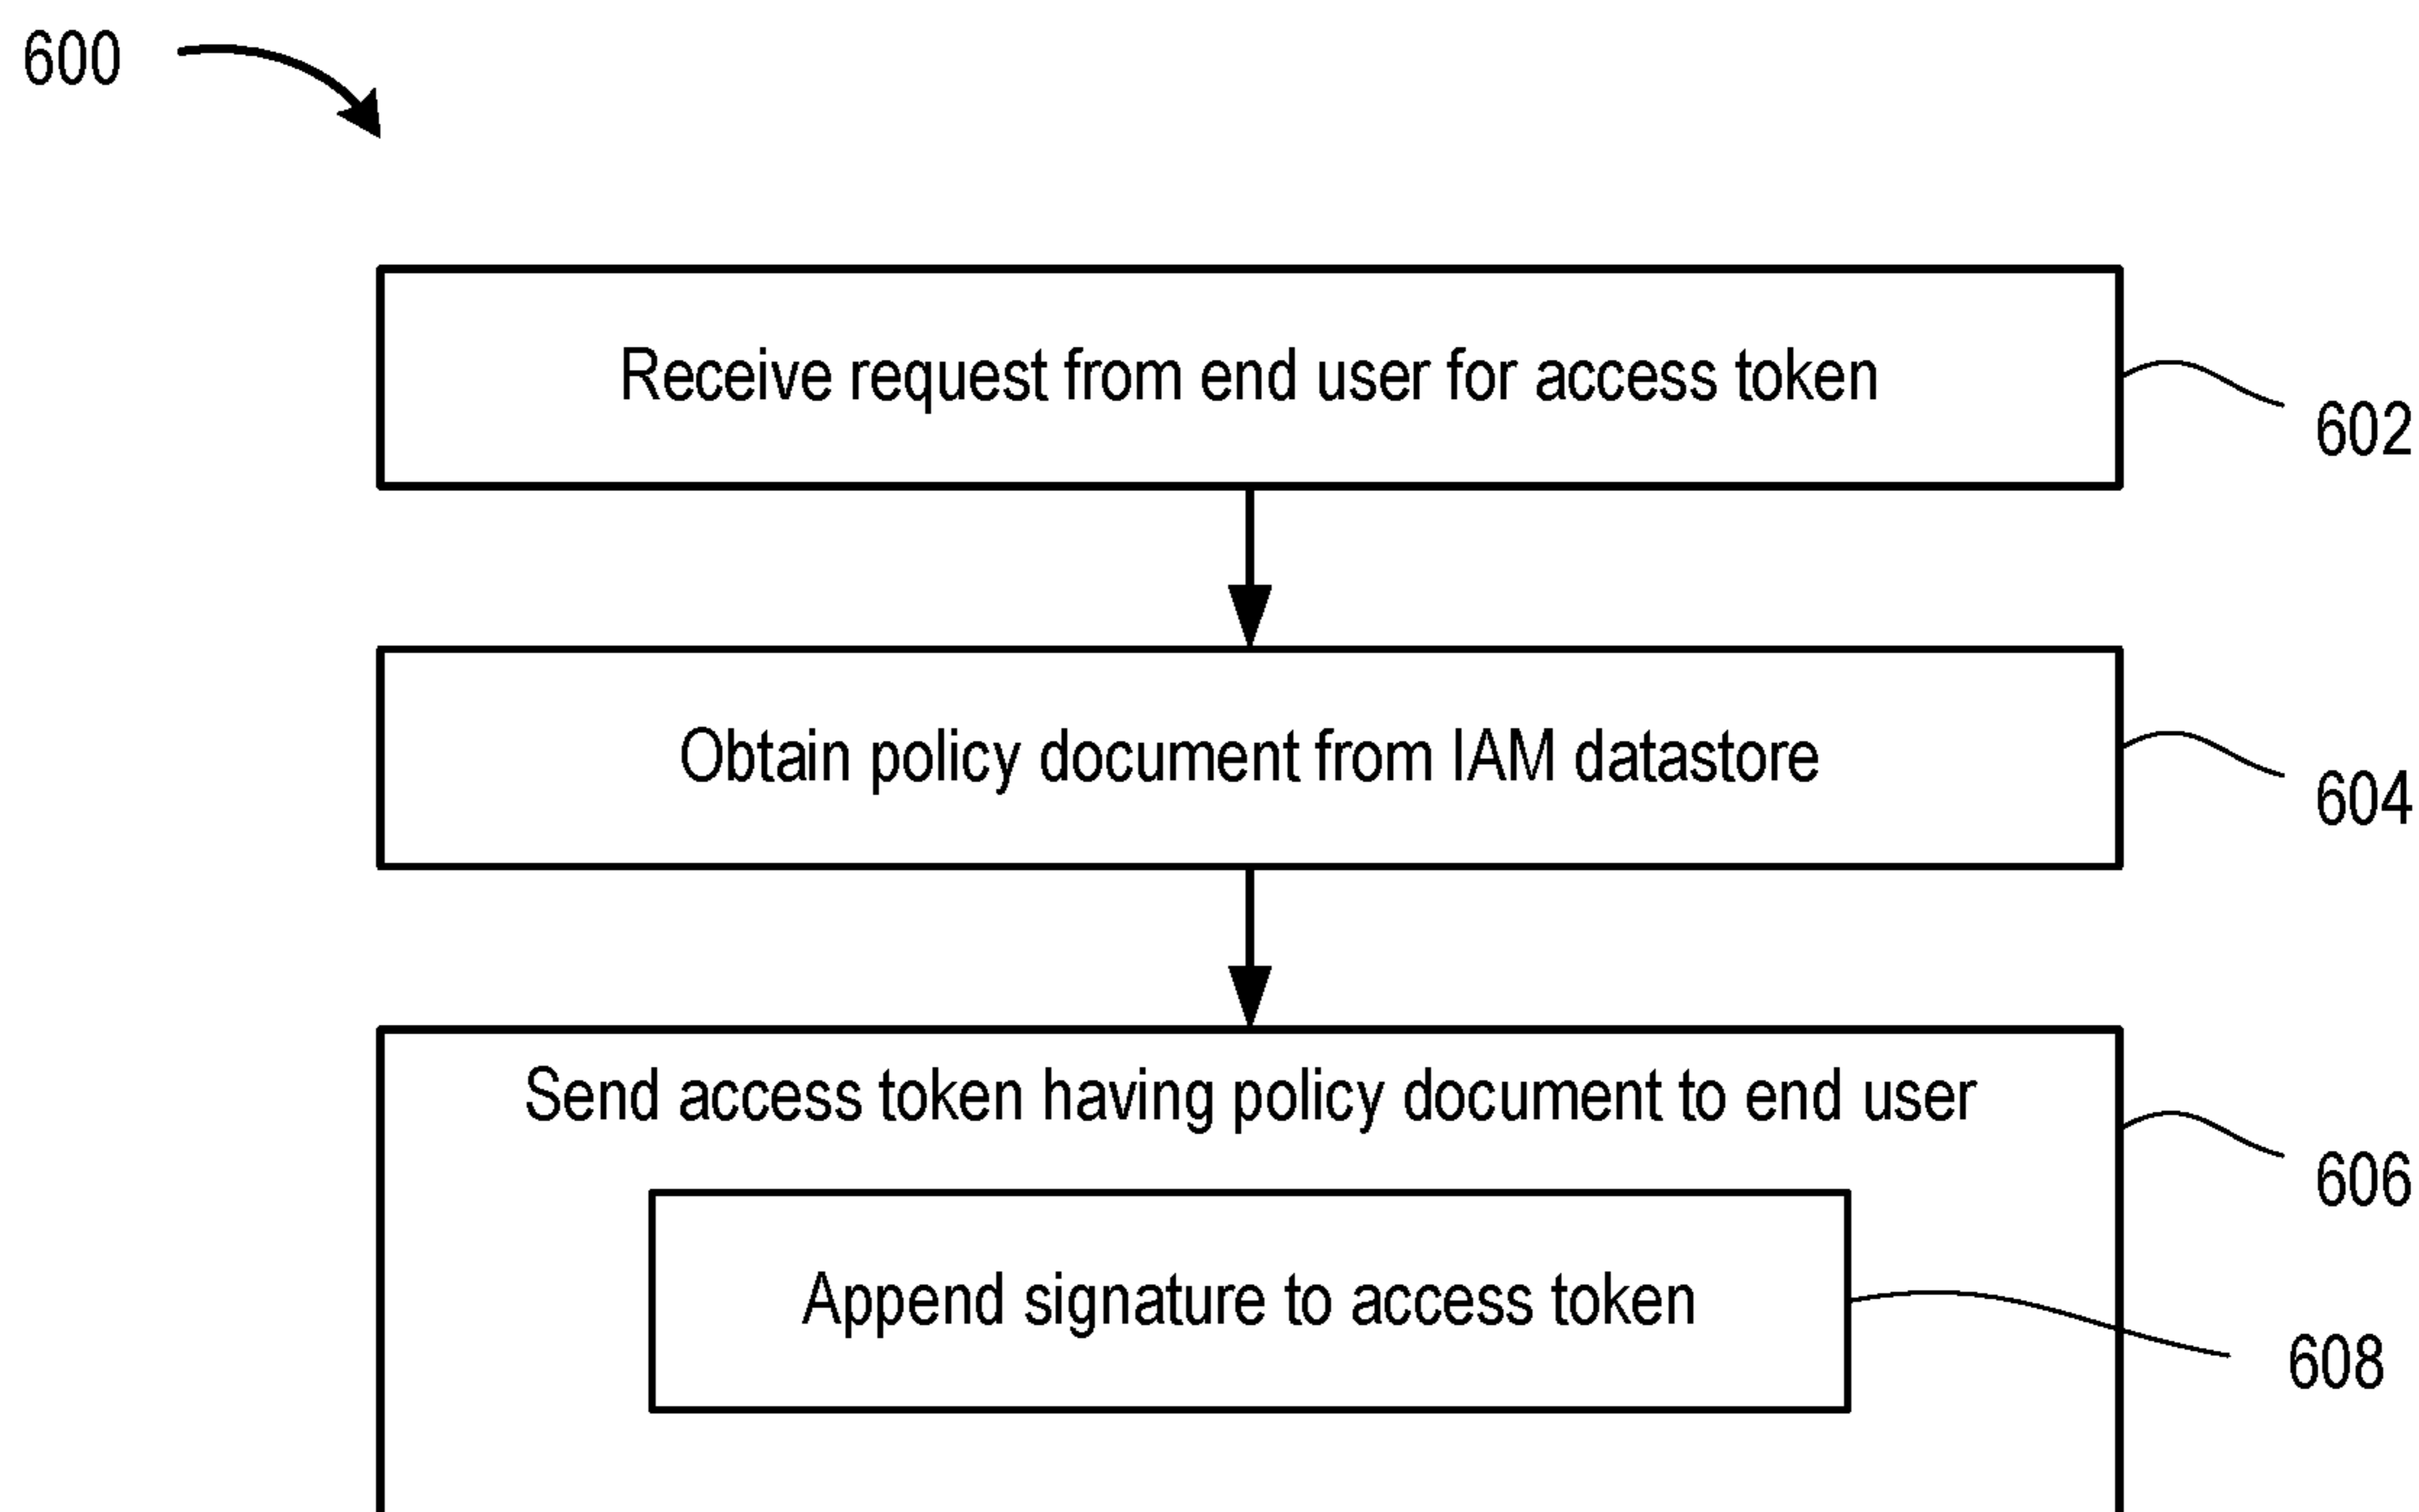 600
Receive request from end user for access token
602
Obtain policy document from IAM datastore
604
Send access token having policy document to end user
606
Append signature to access token
608